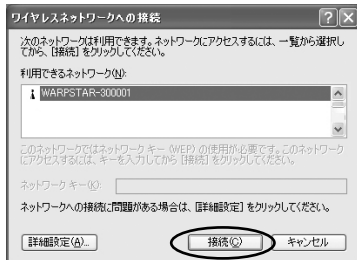 ワイヤレスネットワークへの接続
次のネットワークは利用できます。ネットワークにアクセスするには、一覧から選択し
てから、[接続] をクリックしてください。
利用できるネットワーク(N):
WARPSTAR-300001
このネットワークではネットワーク キー (WEP) の使用が必要です。このネットワーク
にアクセスするには、キーを入力してから [接続] をクリックしてください。
ネットワーク キー(K):
ネットワークへの接続に問題がある場合は、[詳細設定] をクリックしてください。
詳細設定(A)...
接続(C)
キャンセル